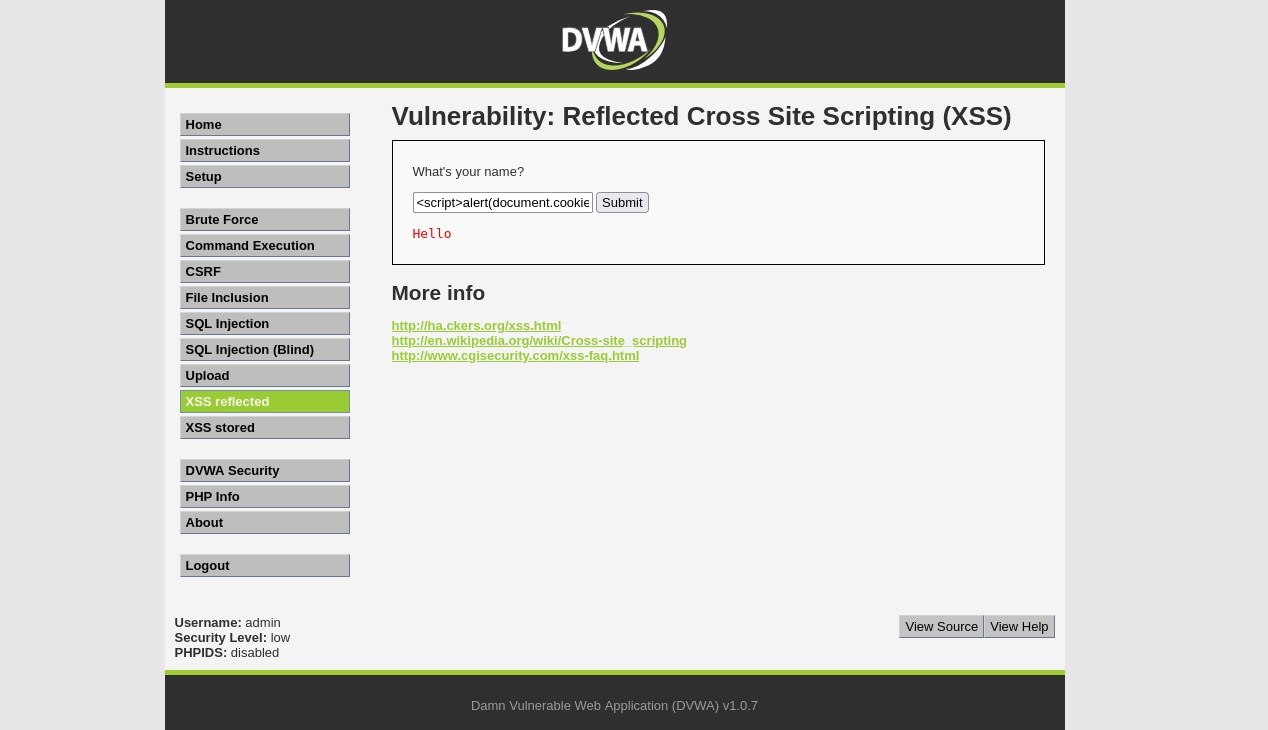 DVWA
Vulnerability: Reflected Cross Site Scripting (XSS)
Home
Instructions
Setup
Brute Force
Command Execution
CSRF
File Inclusion
SQL Injection
SQL Injection (Blind)
Upload
XSS reflected
XSS stored
DVWA Security
PHP Info
About
Logout
What's your name?
<script>alert(document.cookie Submit
Hello
More info
http://ha.ckers.org/xss.html
http://en.wikipedia.org/wiki/Cross-site_scripting
http://www.cgisecurity.com/xss-faq.html
Username: admin
Security Level: low
PHPIDS: disabled
View Source View Help
Damn Vulnerable Web Application (DVWA) v1.0.7